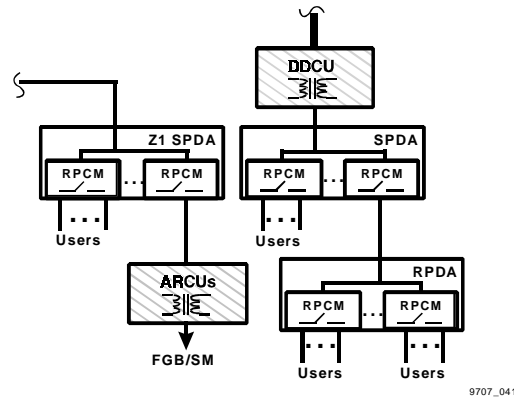 DDCU
Z1 SPDA
RPCM ... RPCM
Users
SPDA
RPCM ... RPCM
Users
ARCUs
FGB/SM
RPDA
RPCM ... RPCM
Users
Users
9707_041